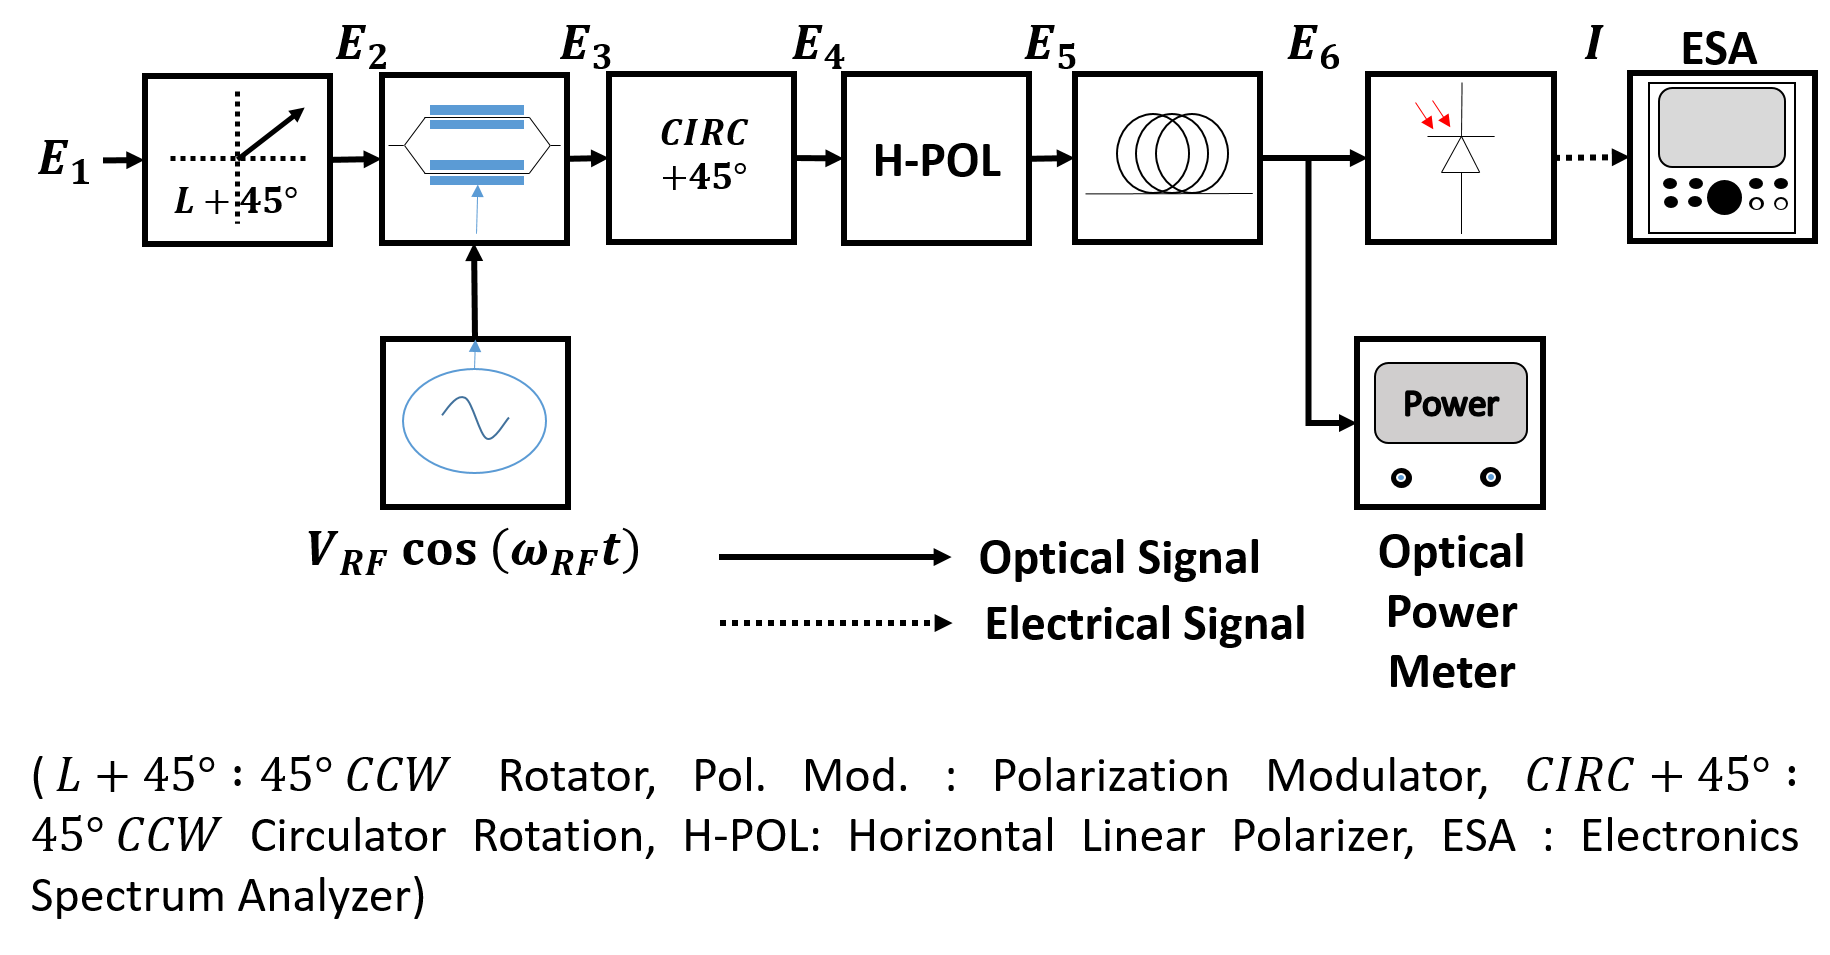 E₂ E₃ E₄ E₅ E₆ I ESA
E₁
L + 45°
CIRC
+45°
H-POL
Power
V_RF cos (ω_RF t)
Optical Signal
Electrical Signal
Optical
Power
Meter
( L + 45° : 45° CCW Rotator, Pol. Mod. : Polarization Modulator, CIRC + 45° :
45° CCW Circulator Rotation, H-POL: Horizontal Linear Polarizer, ESA : Electronics
Spectrum Analyzer)